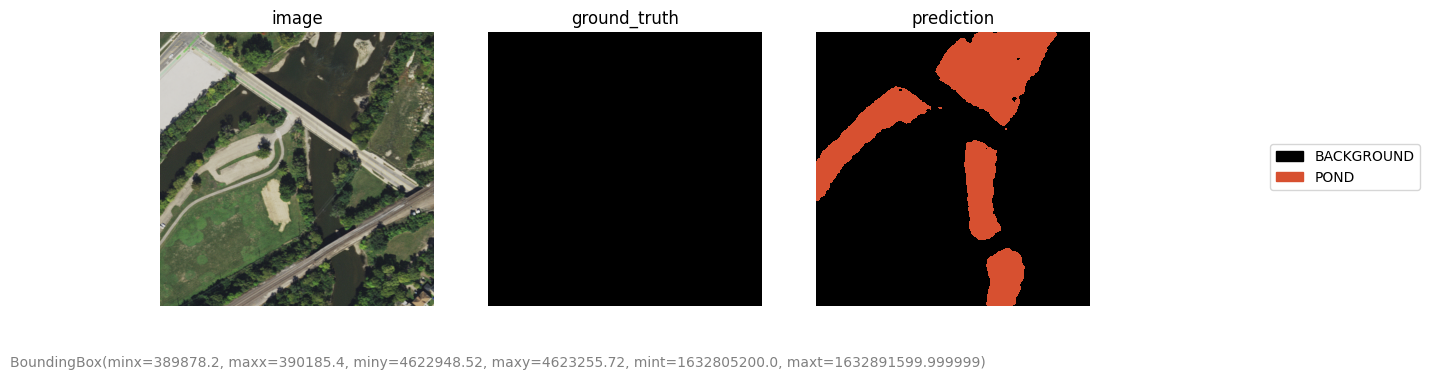 image
ground_truth
prediction
BACKGROUND
POND
BoundingBox(minx=389878.2, maxx=390185.4, miny=4622948.52, maxy=4623255.72, mint=1632805200.0, maxt=1632891599.999999)